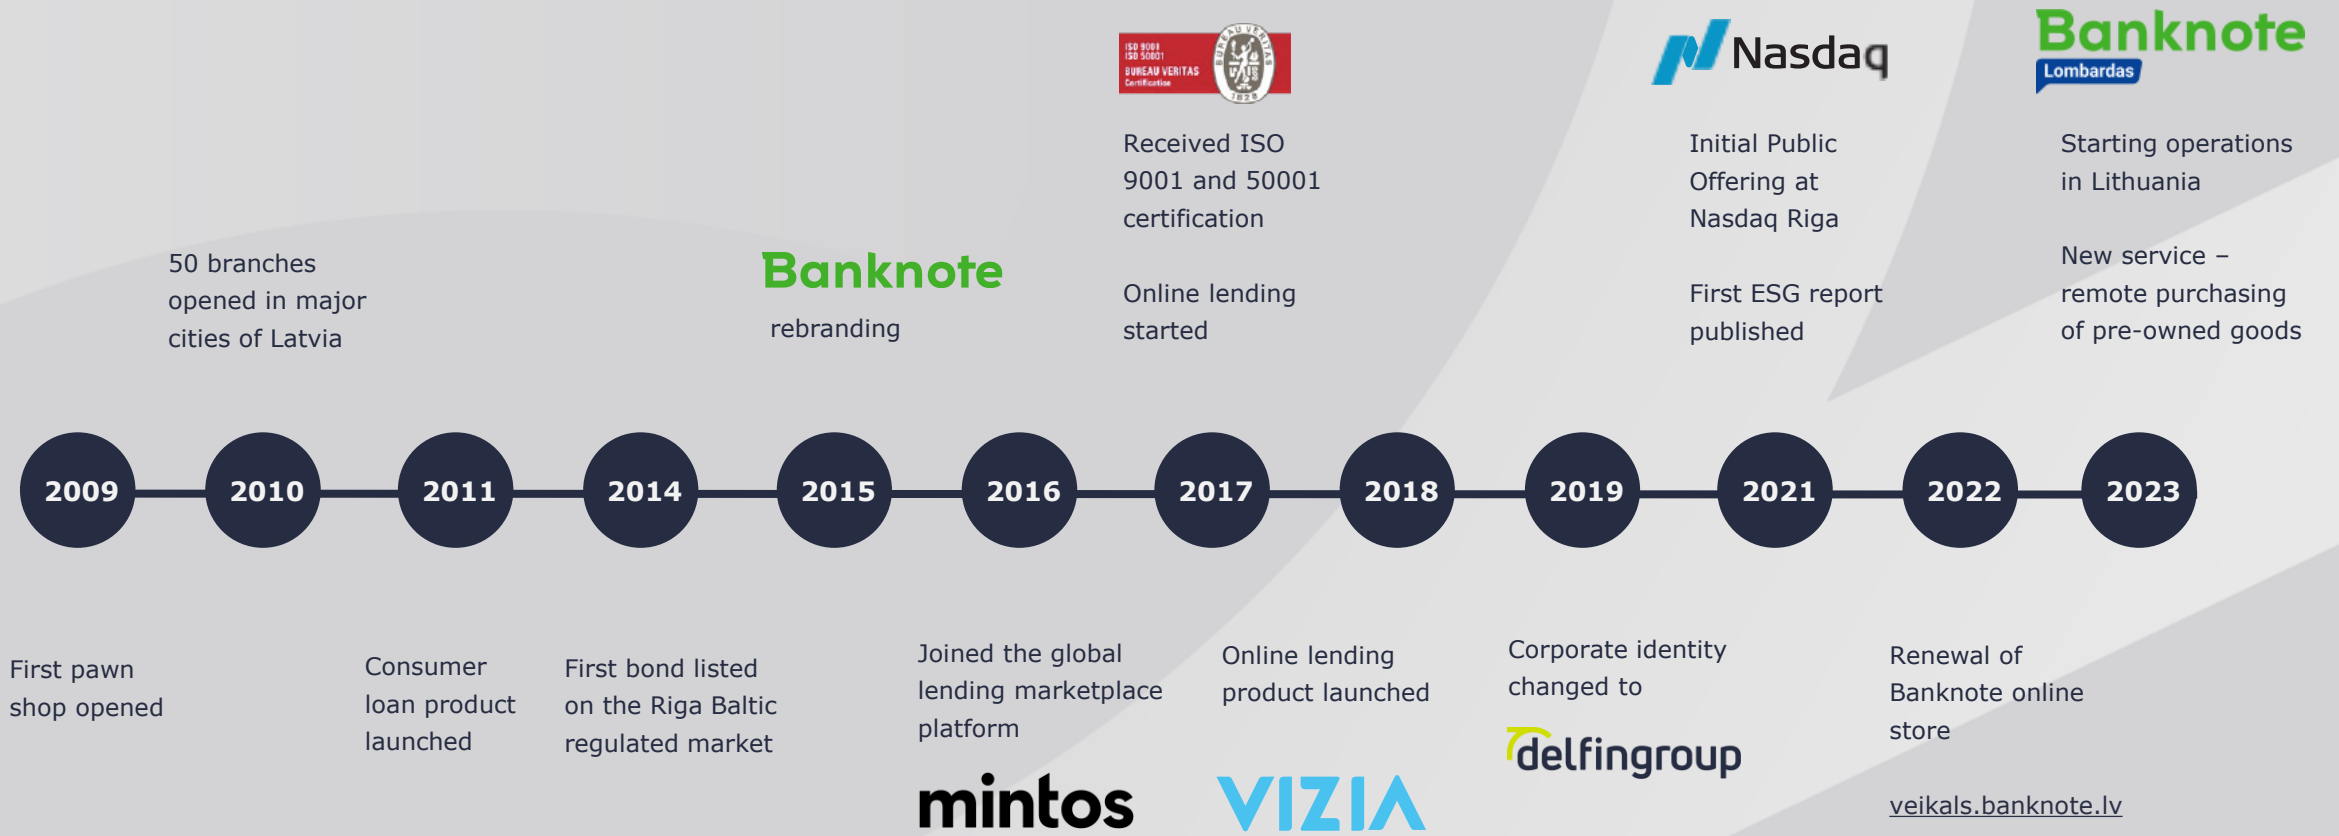 ISO 9001
ISO 50001
BUREAU VERITAS
Certification
BUREAU VERITAS
1828
Nasdaq
Banknote
Lombardas
Received ISO
9001 and 50001
certification
Online lending
started
Initial Public
Offering at
Nasdaq Riga
First ESG report
published
Starting operations
in Lithuania
New service –
remote purchasing
of pre-owned goods
50 branches
opened in major
cities of Latvia
Banknote
rebranding
2009
2010
2011
2014
2015
2016
2017
2018
2019
2021
2022
2023
First pawn
shop opened
Consumer
loan product
launched
First bond listed
on the Riga Baltic
regulated market
Joined the global
lending marketplace
platform
mintos
Online lending
product launched
VIZIA
Corporate identity
changed to
delfingroup
Renewal of
Banknote online
store
veikals.banknote.lv